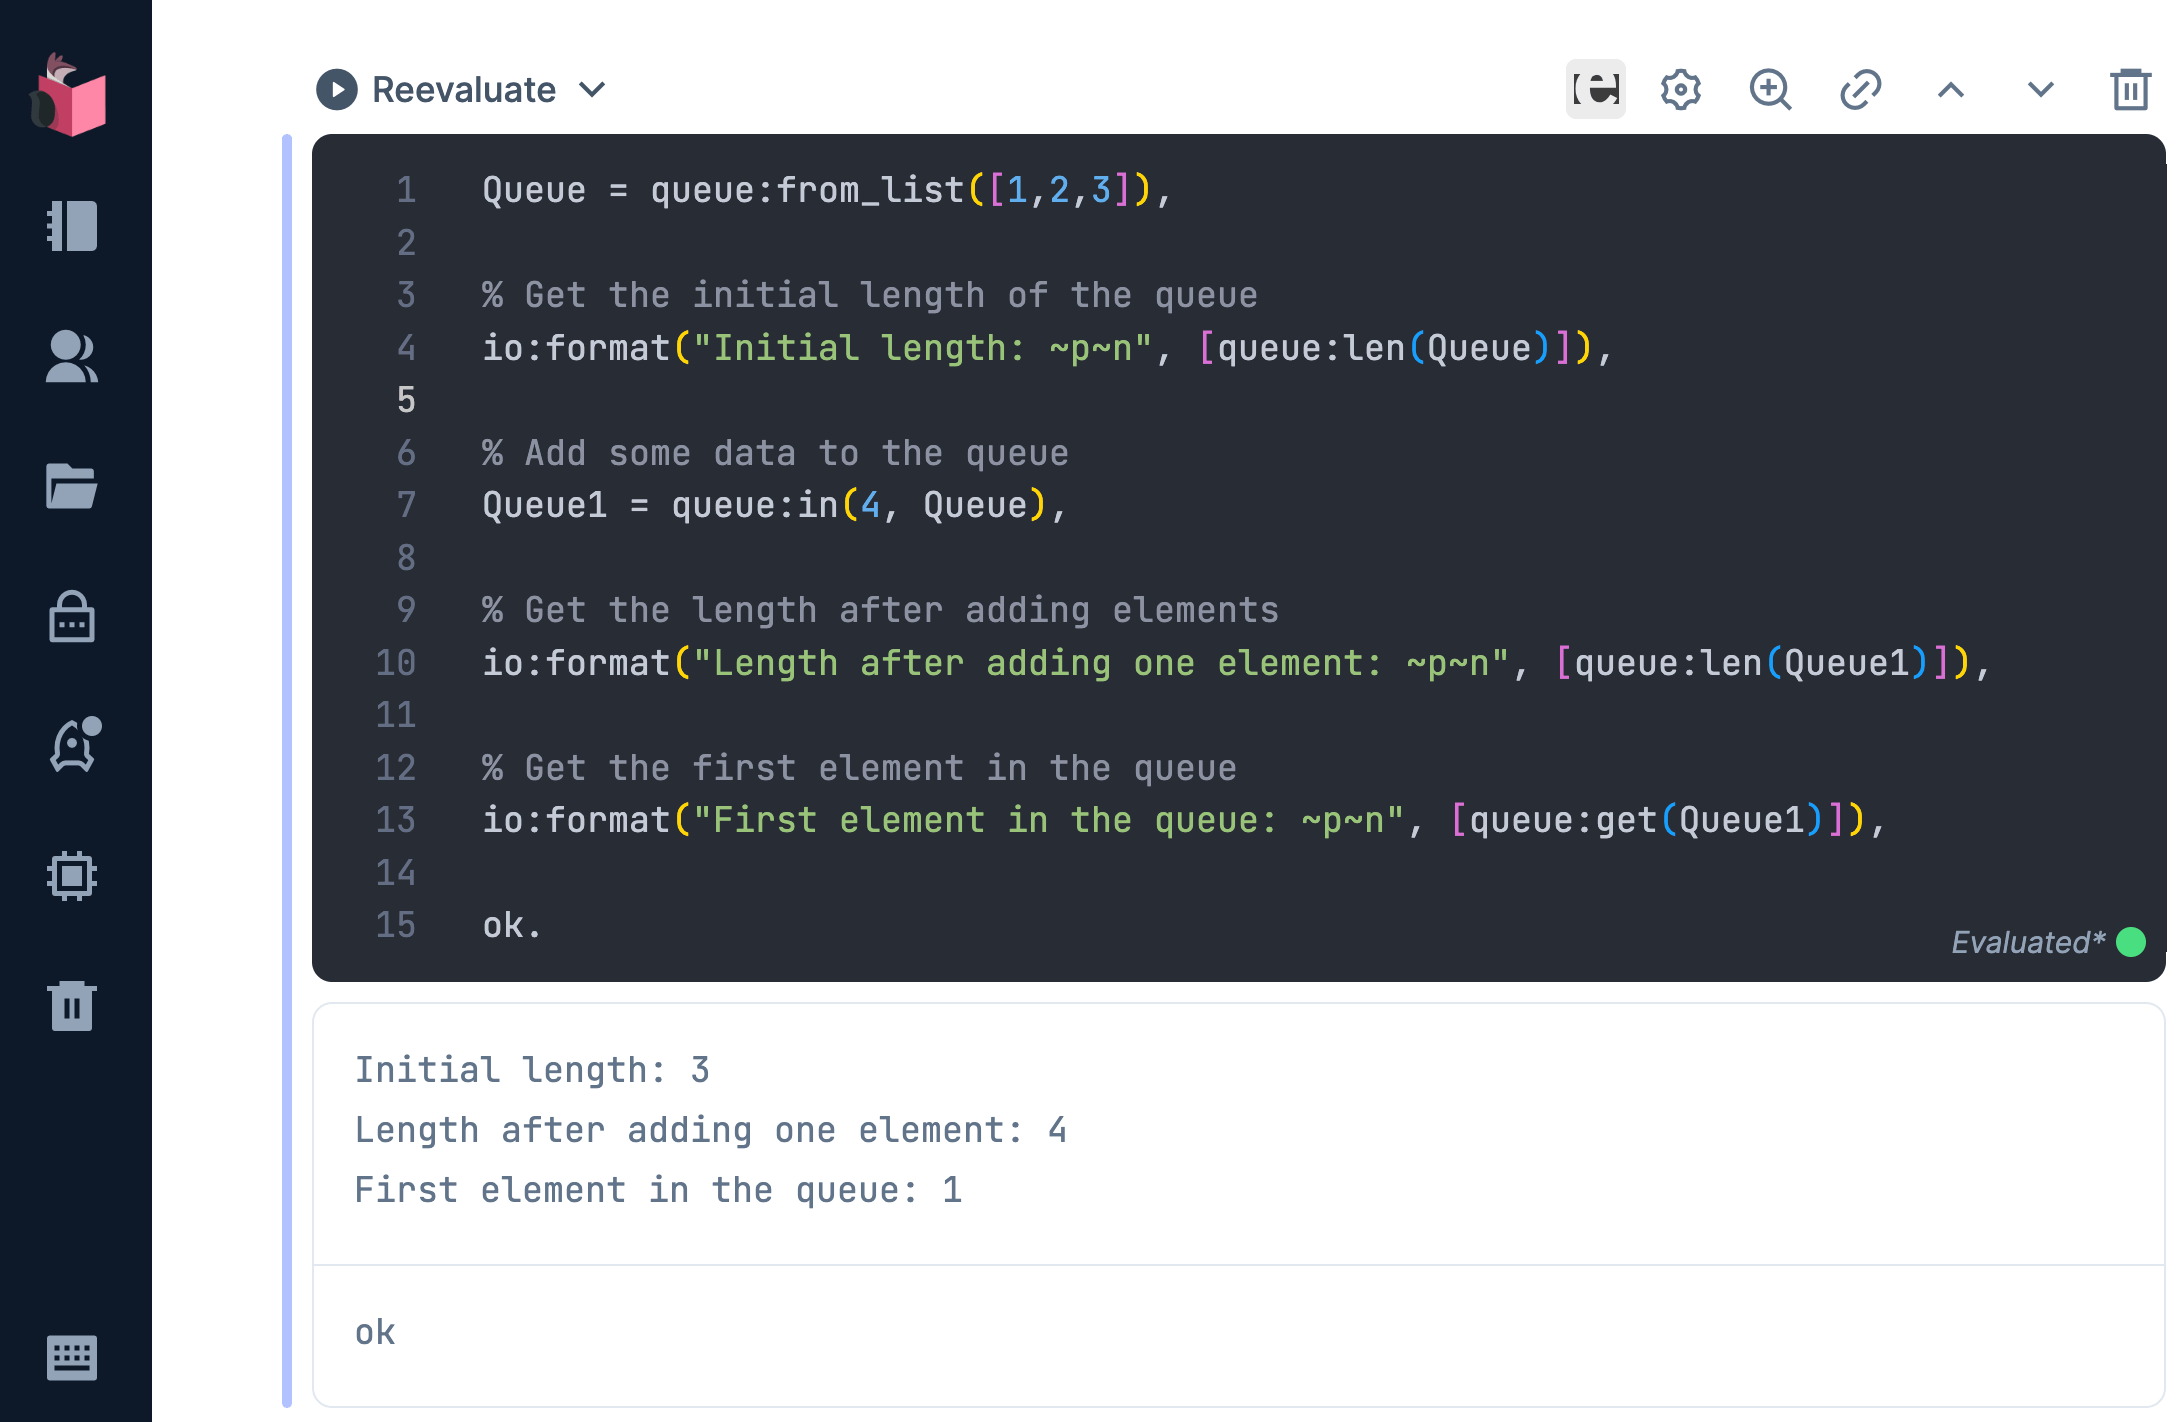 Reevaluate
1 Queue = queue:from_list([1,2,3]),
2
3 % Get the initial length of the queue
4 io:format("Initial length: ~p~n", [queue:len(Queue)]),
5
6 % Add some data to the queue
7 Queue1 = queue:in(4, Queue),
8
9 % Get the length after adding elements
10 io:format("Length after adding one element: ~p~n", [queue:len(Queue1)]),
11
12 % Get the first element in the queue
13 io:format("First element in the queue: ~p~n", [queue:get(Queue1)]),
14
15 ok.
Evaluated*
Initial length: 3
Length after adding one element: 4
First element in the queue: 1
ok